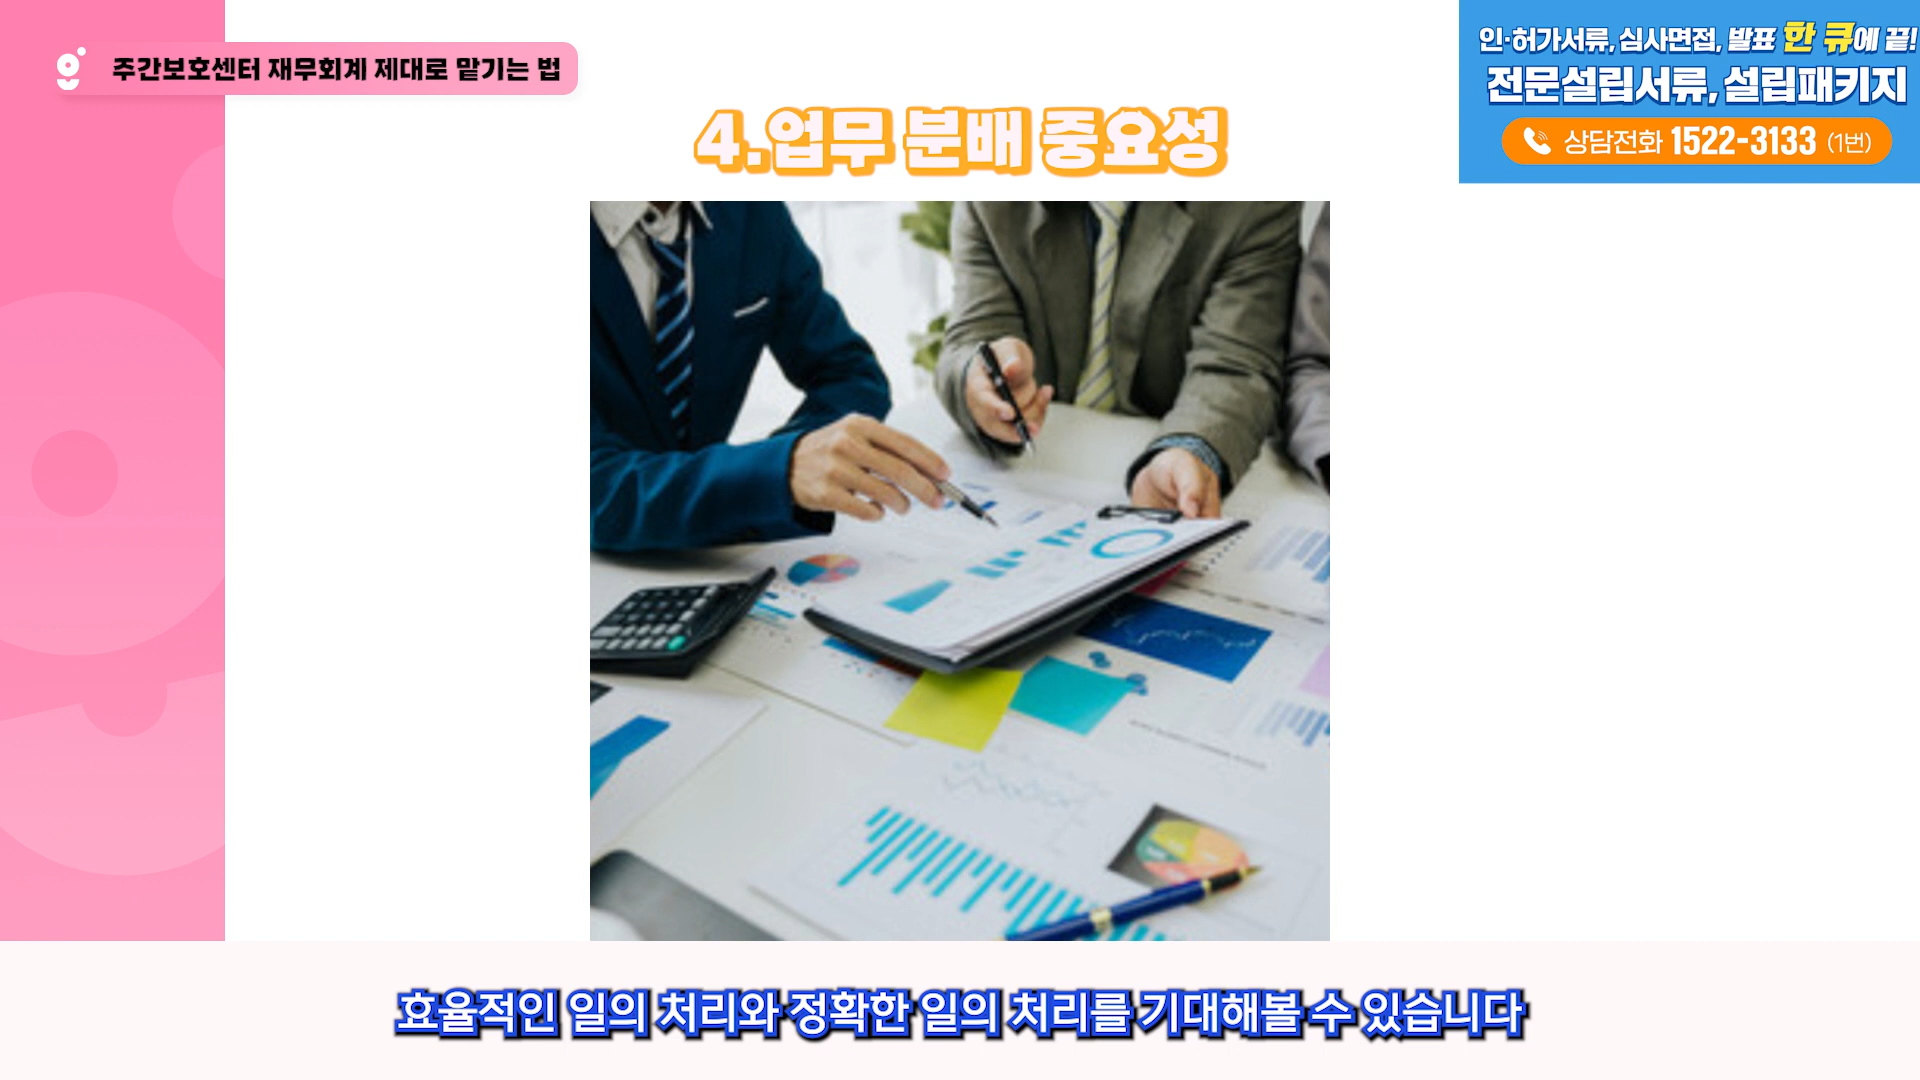 주간보호센터 재무회계 제대로 맡기는 법
인·허가서류, 심사면접, 발표 한 큐에 끝!
전문설립서류, 설립패키지
상담전화 1522-3133 (1번)
4.업무 분배 중요성
효율적인 일의 처리와 정확한 일의 처리를 기대해볼 수 있습니다